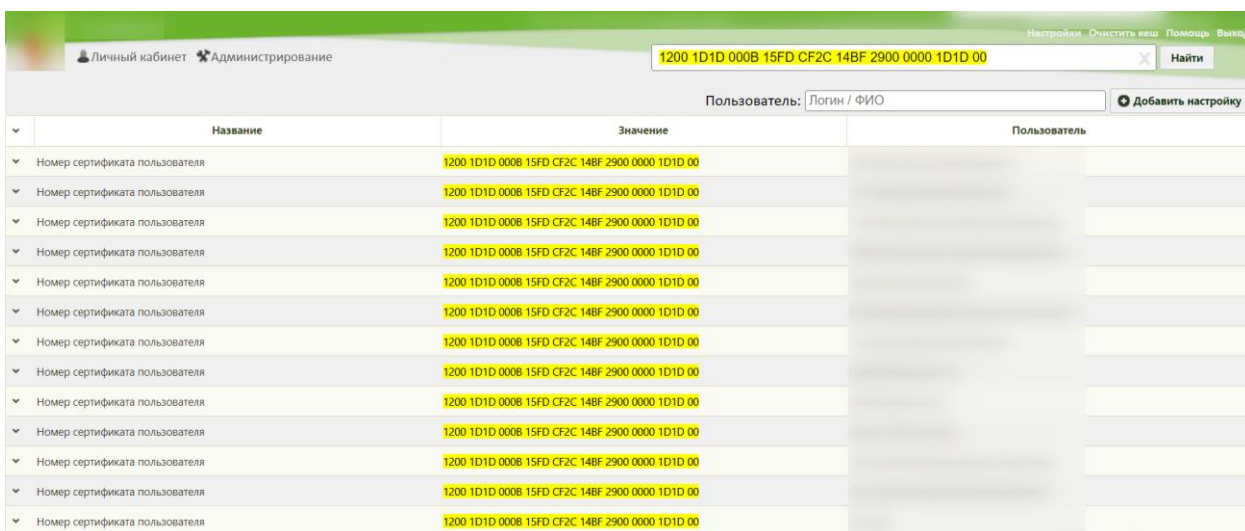 Настройки Очистить кеш Помощь Выход
Личный кабинет Администрирование 1200 1D1D 000B 15FD CF2C 14BF 2900 0000 1D1D 00 X Найти
Пользователь: Логин / ФИО Добавить настройку
Название Значение Пользователь
Номер сертификата пользователя 1200 1D1D 000B 15FD CF2C 14BF 2900 0000 1D1D 00
Номер сертификата пользователя 1200 1D1D 000B 15FD CF2C 14BF 2900 0000 1D1D 00
Номер сертификата пользователя 1200 1D1D 000B 15FD CF2C 14BF 2900 0000 1D1D 00
Номер сертификата пользователя 1200 1D1D 000B 15FD CF2C 14BF 2900 0000 1D1D 00
Номер сертификата пользователя 1200 1D1D 000B 15FD CF2C 14BF 2900 0000 1D1D 00
Номер сертификата пользователя 1200 1D1D 000B 15FD CF2C 14BF 2900 0000 1D1D 00
Номер сертификата пользователя 1200 1D1D 000B 15FD CF2C 14BF 2900 0000 1D1D 00
Номер сертификата пользователя 1200 1D1D 000B 15FD CF2C 14BF 2900 0000 1D1D 00
Номер сертификата пользователя 1200 1D1D 000B 15FD CF2C 14BF 2900 0000 1D1D 00
Номер сертификата пользователя 1200 1D1D 000B 15FD CF2C 14BF 2900 0000 1D1D 00
Номер сертификата пользователя 1200 1D1D 000B 15FD CF2C 14BF 2900 0000 1D1D 00
Номер сертификата пользователя 1200 1D1D 000B 15FD CF2C 14BF 2900 0000 1D1D 00
Номер сертификата пользователя 1200 1D1D 000B 15FD CF2C 14BF 2900 0000 1D1D 00